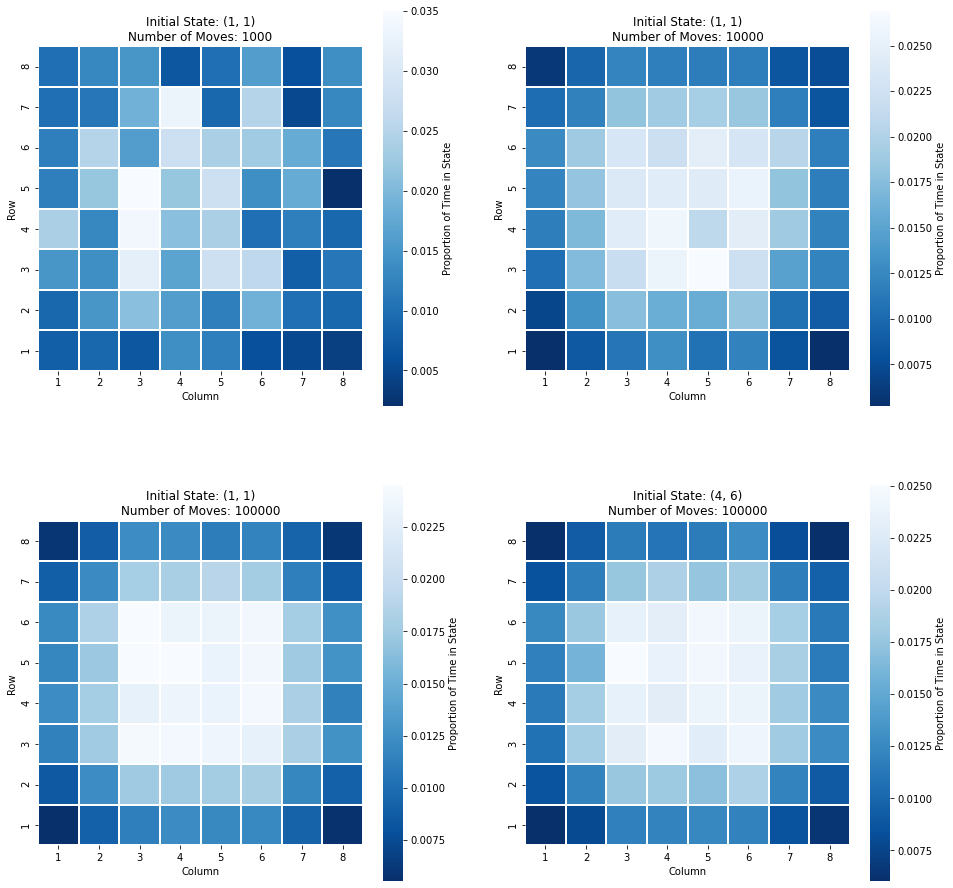 Initial State: (1, 1)
Number of Moves: 1000
8
7
6
5
4
3
2
1
Row
1 2 3 4 5 6 7 8
Column
0.035
0.030
0.025
0.020
0.015
0.010
0.005
Proportion of Time in State
Initial State: (1, 1)
Number of Moves: 10000
8
7
6
5
4
3
2
1
Row
1 2 3 4 5 6 7 8
Column
0.0250
0.0225
0.0200
0.0175
0.0150
0.0125
0.0100
0.0075
Proportion of Time in State
Initial State: (1, 1)
Number of Moves: 100000
8
7
6
5
4
3
2
1
Row
1 2 3 4 5 6 7 8
Column
0.0225
0.0200
0.0175
0.0150
0.0125
0.0100
0.0075
Proportion of Time in State
Initial State: (4, 6)
Number of Moves: 100000
8
7
6
5
4
3
2
1
Row
1 2 3 4 5 6 7 8
Column
0.0250
0.0225
0.0200
0.0175
0.0150
0.0125
0.0100
0.0075
Proportion of Time in State